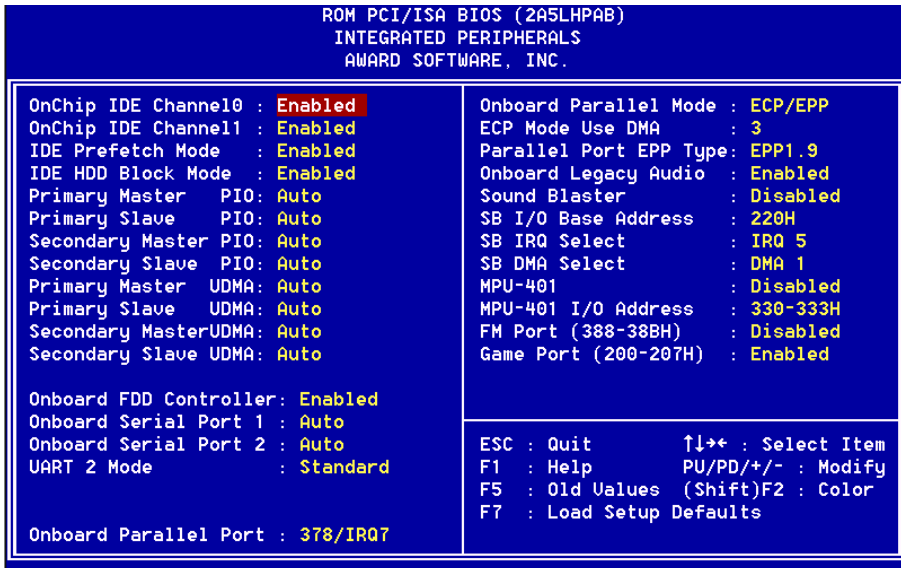 ROM PCI/ISA BIOS (2A5LHPAB)
INTEGRATED PERIPHERALS
AWARD SOFTWARE, INC.
OnChip IDE Channel0 : Enabled
OnChip IDE Channel1 : Enabled
IDE Prefetch Mode : Enabled
IDE HDD Block Mode : Enabled
Primary Master PIO: Auto
Primary Slave PIO: Auto
Secondary Master PIO: Auto
Secondary Slave PIO: Auto
Primary Master UDMA: Auto
Primary Slave UDMA: Auto
Secondary MasterUDMA: Auto
Secondary Slave UDMA: Auto
Onboard FDD Controller: Enabled
Onboard Serial Port 1 : Auto
Onboard Serial Port 2 : Auto
UART 2 Mode : Standard
Onboard Parallel Port : 378/IRQ7
Onboard Parallel Mode : ECP/EPP
ECP Mode Use DMA : 3
Parallel Port EPP Type: EPP1.9
Onboard Legacy Audio : Enabled
Sound Blaster : Disabled
SB I/O Base Address : 220H
SB IRQ Select : IRQ 5
SB DMA Select : DMA 1
MPU-401 : Disabled
MPU-401 I/O Address : 330-333H
FM Port (388-38BH) : Disabled
Game Port (200-207H) : Enabled
ESC : Quit ↑↓→← : Select Item
F1 : Help PU/PD/+/- : Modify
F5 : Old Values (Shift)F2 : Color
F7 : Load Setup Defaults